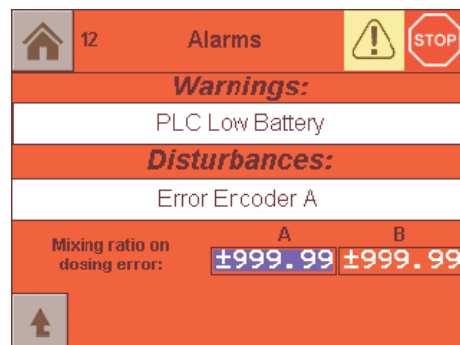 12 Alarms STOP
Warnings:
PLC Low Battery
Disturbances:
Error Ercoder A
A B
Mixing ratio on
dosing error: ±999.99 ±999.99